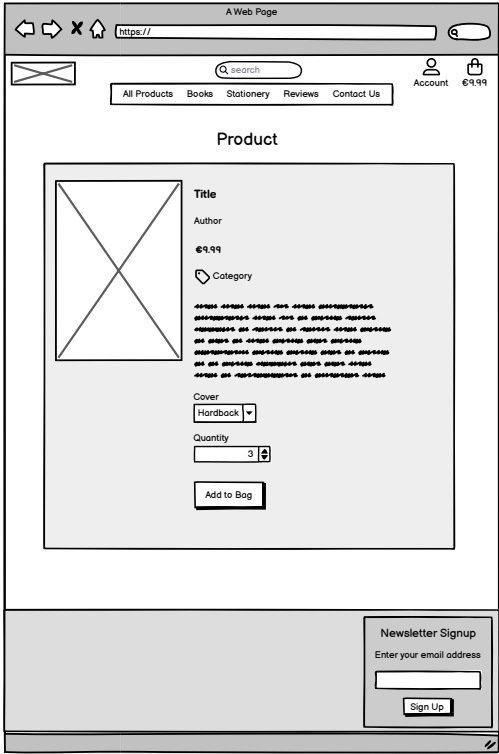 A Web Page
https://
search
Account
€9.99
All Products Books Stationery Reviews Contact Us
Product
Title
Author
€9.99
Category
Cover
Hardback
Quantity
3
Add to Bag
Newsletter Signup
Enter your email address
Sign Up